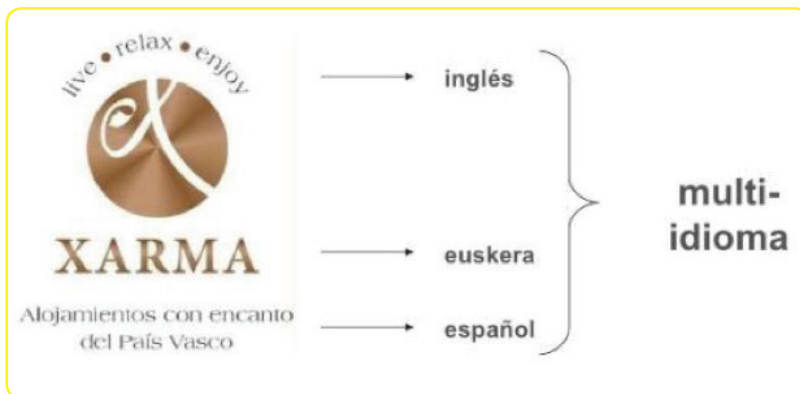 live • relax • enjoy
inglés
multi-
idioma
XARMA
euskera
Alojamientos con encanto
del País Vasco
español